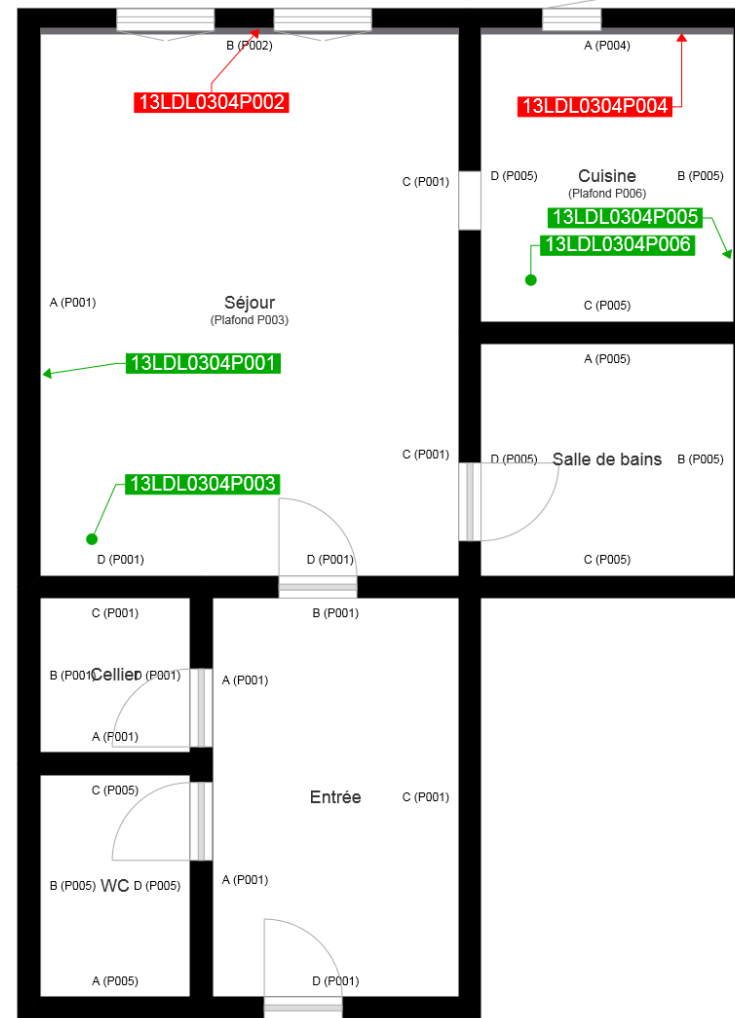 B (P002)
A (P004)
13LDL0304P002
13LDL0304P004
C (P001)
D (P005)
Cuisine
B (P005)
(Plafond P006)
13LDL0304P005
13LDL0304P006
A (P001)
Séjour
(Plafond P003)
C (P005)
13LDL0304P001
A (P005)
C (P001)
D (P005)
Salle de bains
B (P005)
13LDL0304P003
D (P001)
D (P001)
C (P005)
C (P001)
B (P001)
B (P001)
Cellier
D (P001)
A (P001)
A (P001)
C (P005)
Entrée
C (P001)
B (P005)
WC
D (P005)
A (P001)
A (P005)
D (P001)